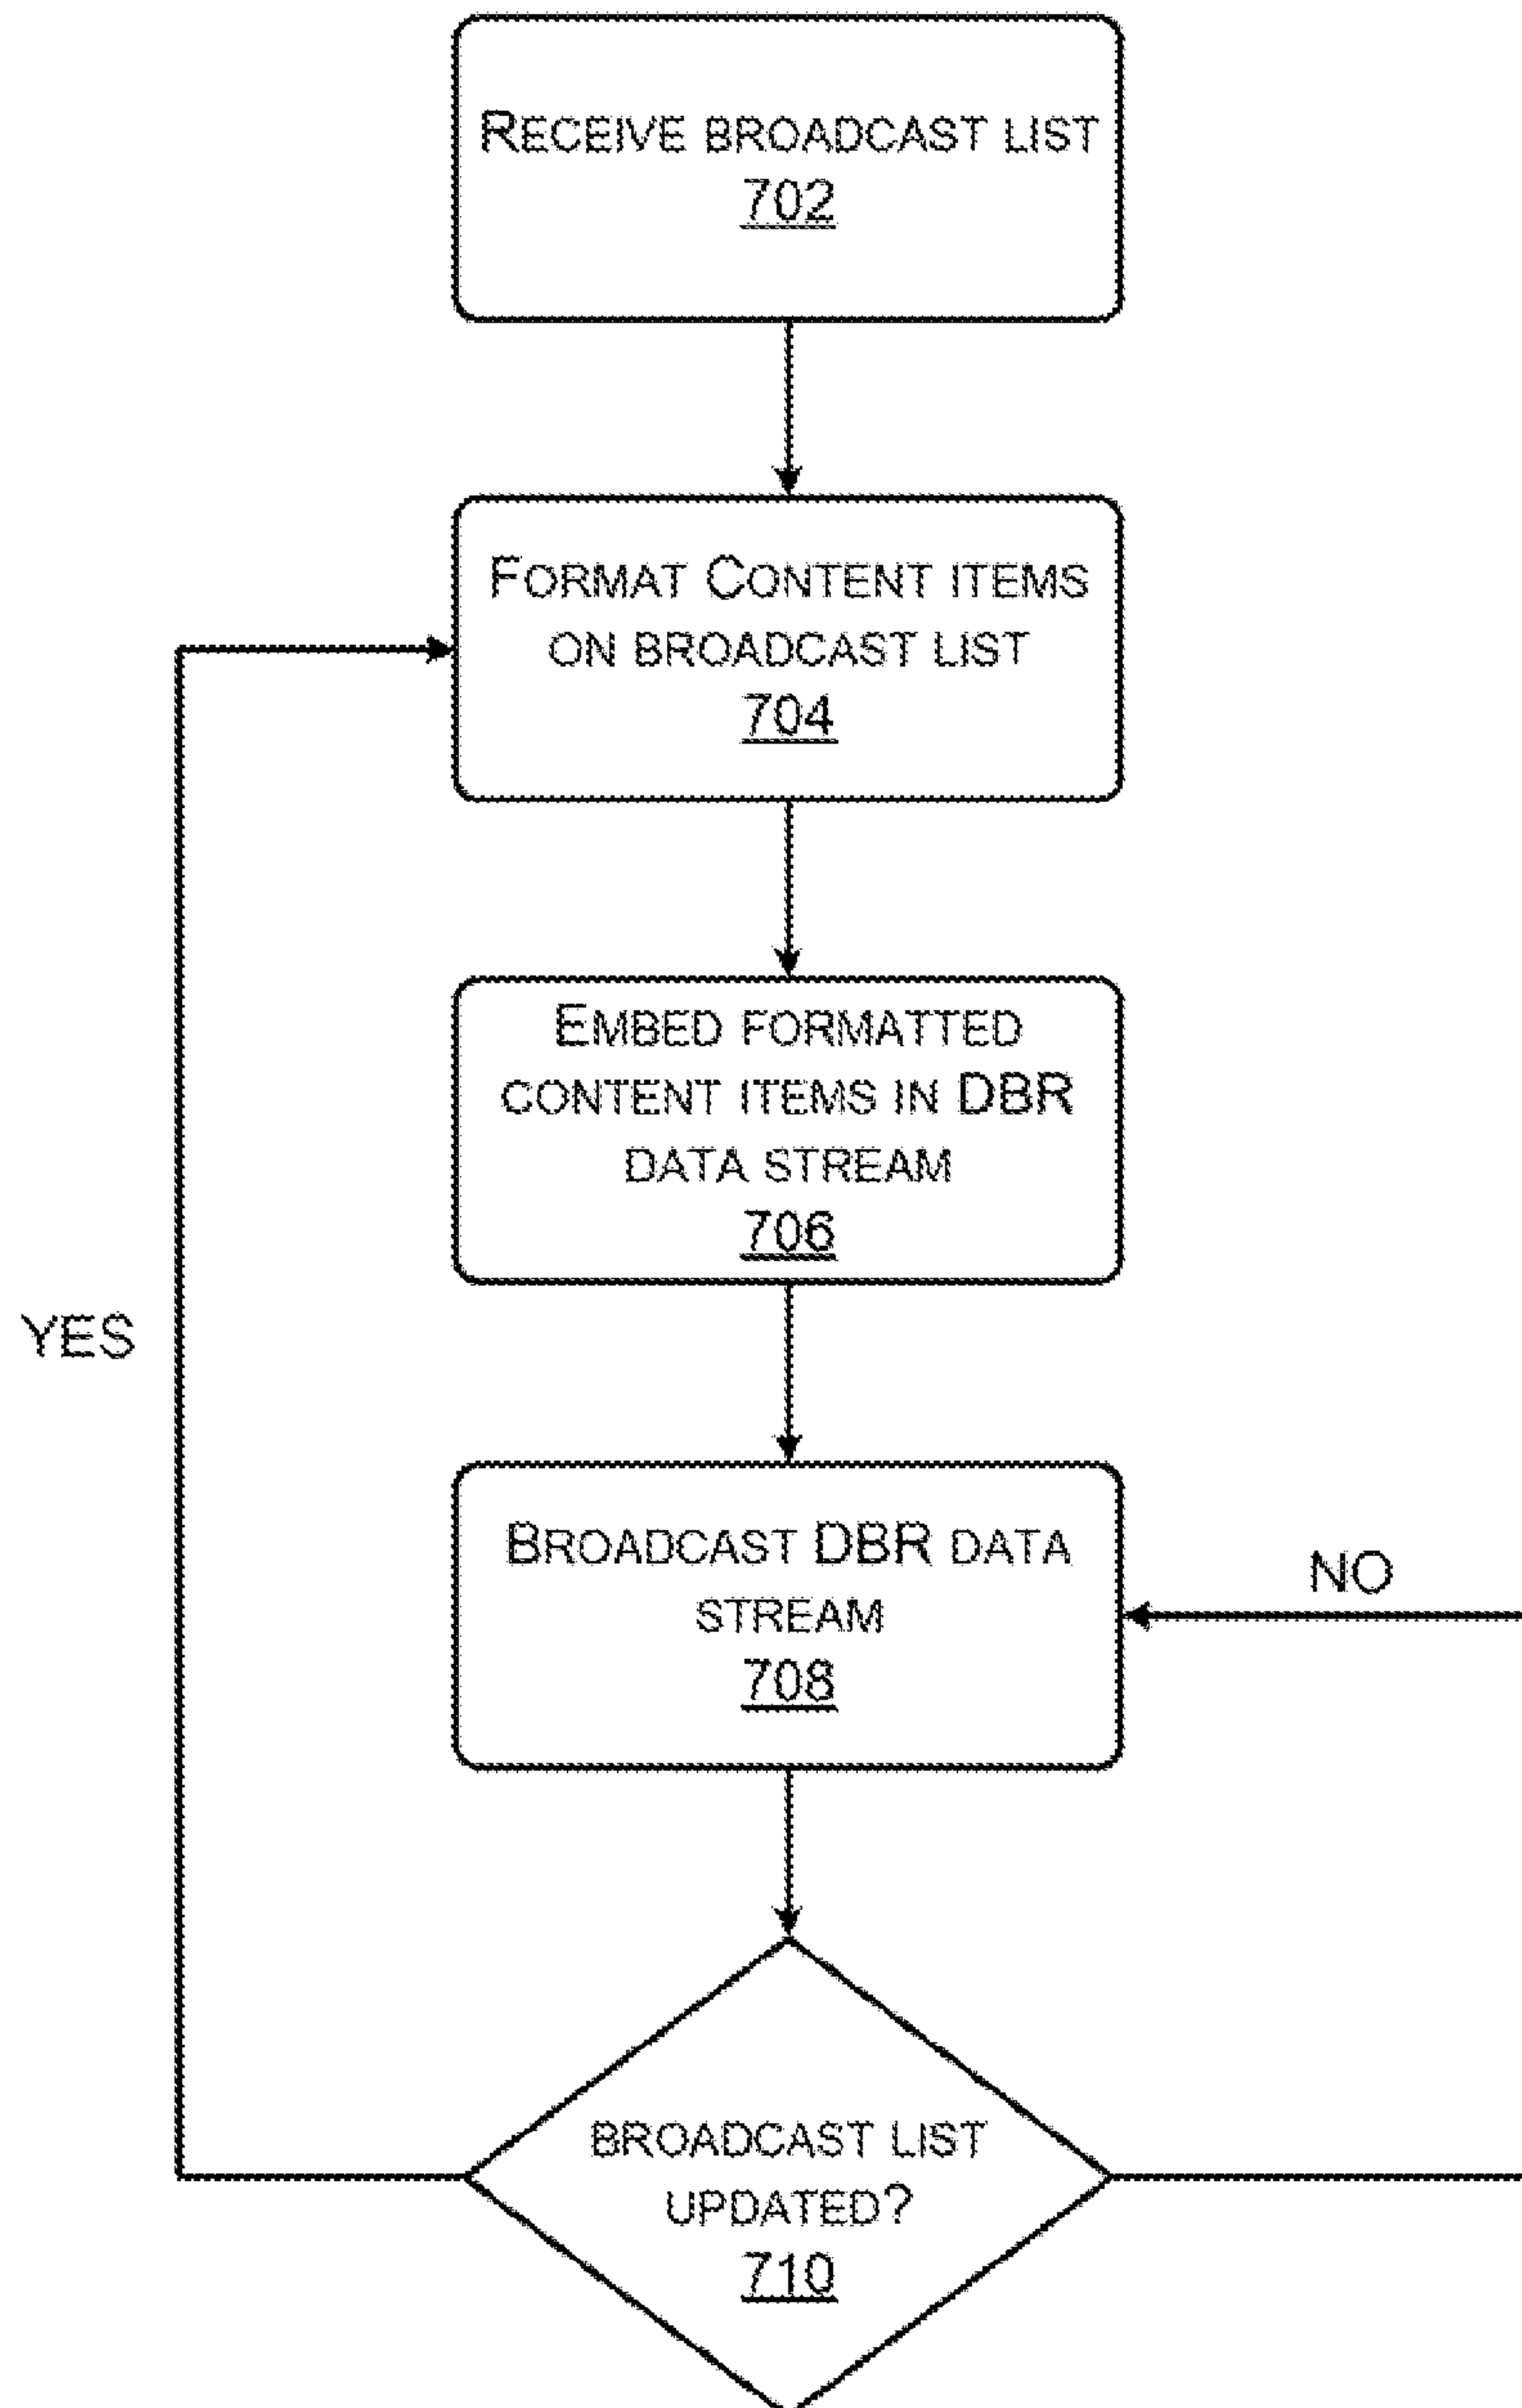 RECEIVE BROADCAST LIST
702
FORMAT CONTENT ITEMS
ON BROADCAST LIST
704
EMBED FORMATTED
CONTENT ITEMS IN DBR
DATA STREAM
706
YES
BROADCAST DBR DATA
STREAM
708
NO
BROADCAST LIST
UPDATED?
710